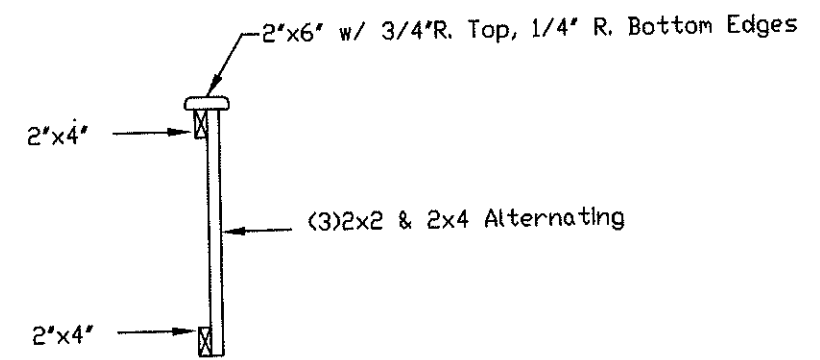 2"x6" w/ 3/4"R. Top, 1/4" R. Bottom Edges
2"x4"
(3)2x2 & 2x4 Alternating
2"x4"